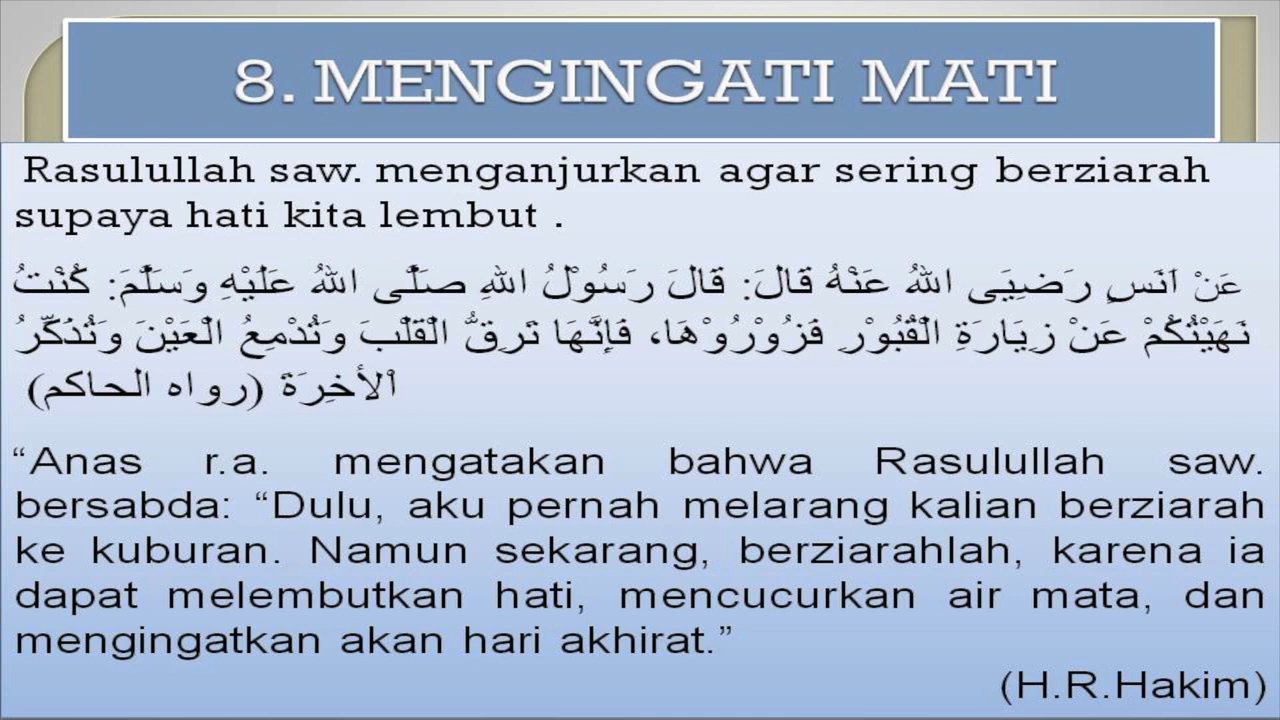 8. MENGINGATI MATI
Rasulullah saw. menganjurkan agar sering berziarah
supaya hati kita lembut .
عَنْ اَنَسٍ رَضِيَى اللهُ عَنْهُ قَالَ: قَالَ رَسُوْلُ اللهِ صَلَّى اللهُ عَلَيْهِ وَسَلَّمَ: كُنْتُ
نَهَيْتُكُمْ عَنْ زِيَارَةِ الْقُبُوْرِ فَزُوْرُوْهَا، فَإِنَّهَا تَرِقُّ الْقَلْبَ وَتُدْمِعُ الْعَيْنَ وَتُذَكِّرُ
اْلأخِرَةَ (رواه الحاكم)
“Anas r.a. mengatakan bahwa Rasulullah saw.
bersabda: “Dulu, aku pernah melarang kalian berziarah
ke kuburan. Namun sekarang, berziarahlah, karena ia
dapat melembutkan hati, mencucurkan air mata, dan
mengingatkan akan hari akhirat.”
(H.R.Hakim)